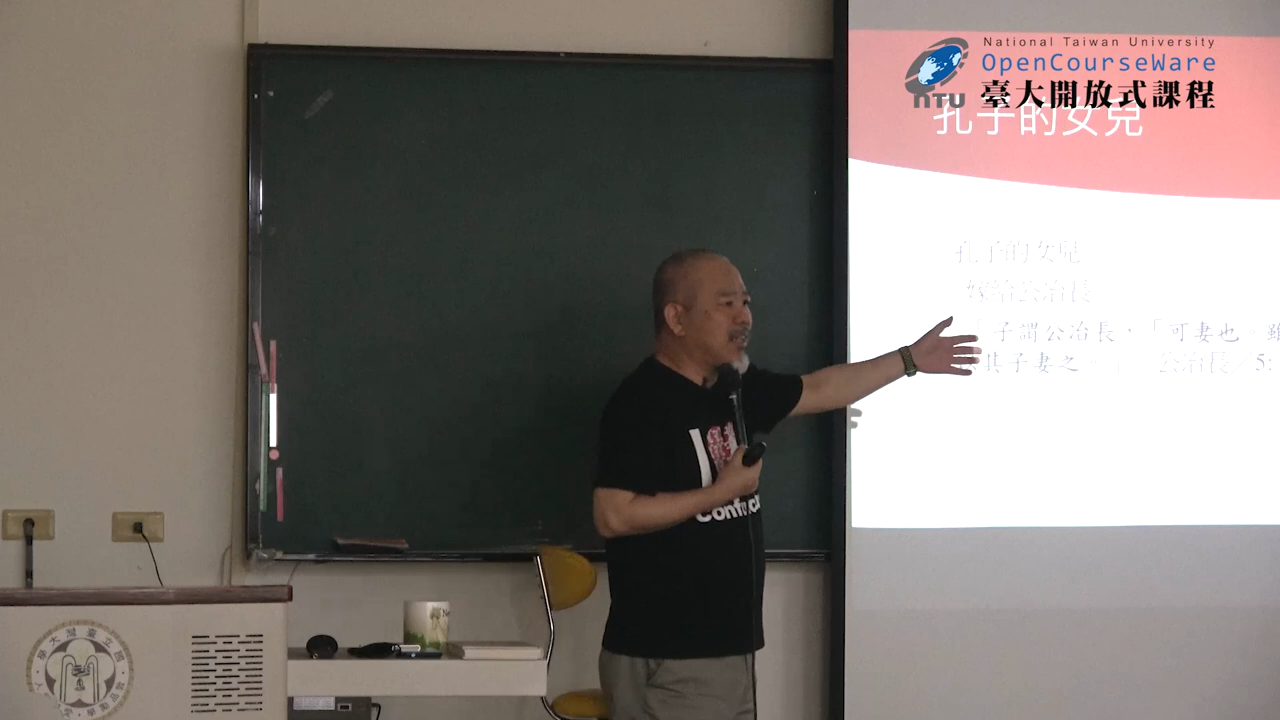 National Taiwan University
OpenCourseWare
NTU 臺大開放式課程
孔子的女兒
孔子的女兒
嫁給公冶長
「子謂公冶長，「可妻也。雖
其子妻之。」 公冶長 5:
I
Confuc